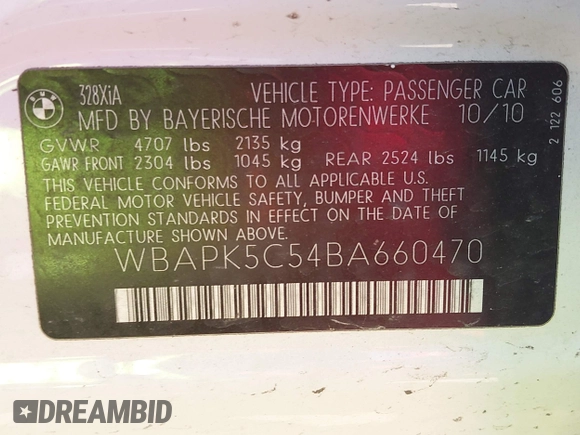 BMW
328XiA VEHICLE TYPE: PASSENGER CAR
MFD BY BAYERISCHE MOTORENWERKE 10/10
GVWR 4707 lbs 2135 kg
GAWR FRONT 2304 lbs 1045 kg REAR 2524 lbs 1145 kg
THIS VEHICLE CONFORMS TO ALL APPLICABLE U.S.
FEDERAL MOTOR VEHICLE SAFETY, BUMPER AND THEFT
PREVENTION STANDARDS IN EFFECT ON THE DATE OF
MANUFACTURE SHOWN ABOVE.
WBAPK5C54BA660470
2 122 606
DREAMBID